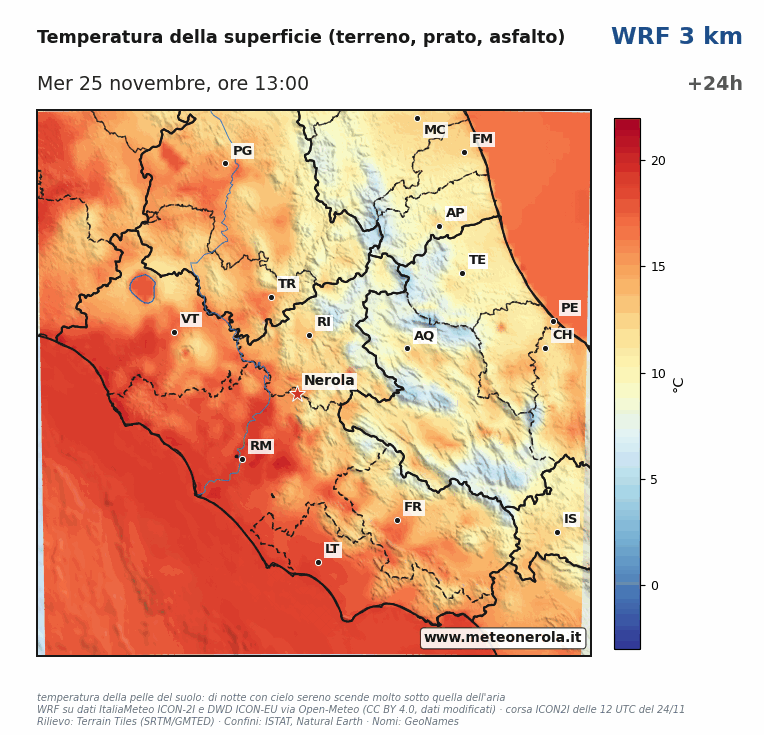 Temperatura della superficie (terreno, prato, asfalto)
WRF 3 km
Mer 25 novembre, ore 13:00
+24h
MC
FM
PG
AP
TE
TR
PE
VT
RI
CH
AQ
Nerola
RM
FR
IS
LT
www.meteonerola.it
20
15
10
5
0
°C
temperatura della pelle del suolo: di notte con cielo sereno scende molto sotto quella dell'aria
WRF su dati ItaliaMeteo ICON-2I e DWD ICON-EU via Open-Meteo (CC BY 4.0, dati modificati) · corsa ICON2I delle 12 UTC del 24/11
Rilievo: Terrain Tiles (SRTM/GMTED) · Confini: ISTAT, Natural Earth · Nomi: GeoNames